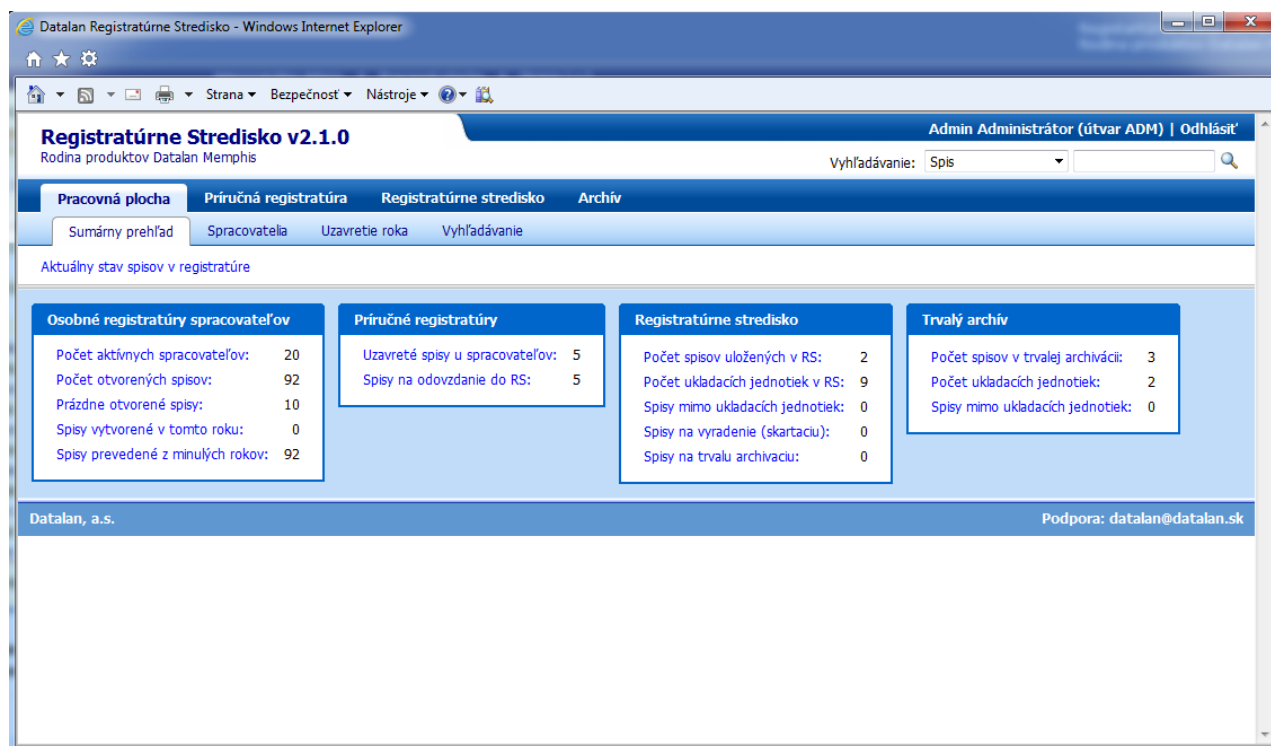 Datalan Registratúrne Stredisko - Windows Internet Explorer
Strana Bezpečnosť Nástroje
Registratúrne Stredisko v2.1.0
Rodina produktov Datalan Memphis
Admin Administrátor (útvar ADM) | Odhlásiť
Vyhľadávanie: Spis
Pracovná plocha Príručná registratúra Registratúrne stredisko Archív
Sumárny prehľad Spracovatelia Uzavretie roka Vyhľadávanie
Aktuálny stav spisov v registratúre
Osobné registratúry spracovateľov
Počet aktívnych spracovateľov: 20
Počet otvorených spisov: 92
Prázdne otvorené spisy: 10
Spisy vytvorené v tomto roku: 0
Spisy prevedené z minulých rokov: 92
Príručné registratúry
Uzavreté spisy u spracovateľov: 5
Spisy na odovzdanie do RS: 5
Registratúrne stredisko
Počet spisov uložených v RS: 2
Počet ukladacích jednotiek v RS: 9
Spisy mimo ukladacích jednotiek: 0
Spisy na vyradenie (skartaciu): 0
Spisy na trvalu archivaciu: 0
Trvalý archív
Počet spisov v trvalej archivácii: 3
Počet ukladacích jednotiek: 2
Spisy mimo ukladacích jednotiek: 0
Datalan, a.s.
Podpora: datalan@datalan.sk